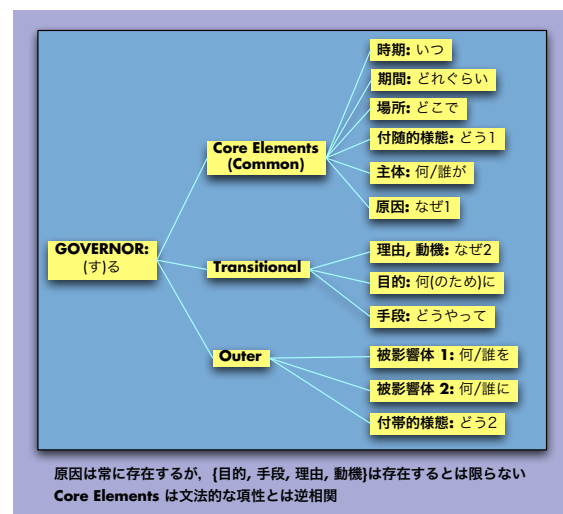 時期: いつ
期間: どれぐらい
場所: どこで
Core Elements
(Common)
付随的様態: どう1
主体: 何/誰が
原因: なぜ1
GOVERNOR:
(す)る
Transitional
理由, 動機: なぜ2
目的: 何(のため)に
手段: どうやって
Outer
被影響体 1: 何/誰を
被影響体 2: 何/誰に
付帯的様態: どう2
原因は常に存在するが, {目的, 手段, 理由, 動機}は存在するとは限らない
Core Elements は文法的な項性とは逆相関